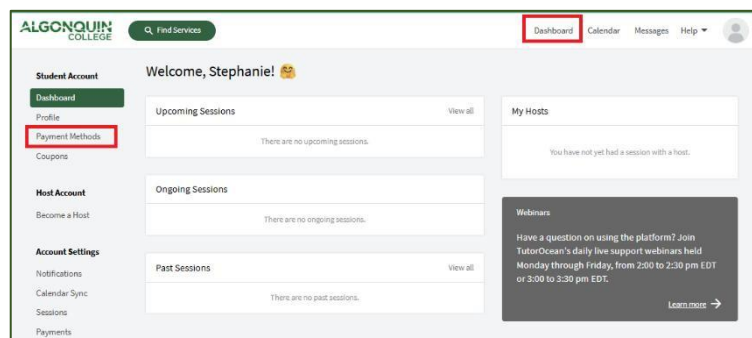 ALGONQUIN
COLLEGE
Find Services
Dashboard
Calendar
Messages
Help
Student Account
Dashboard
Profile
Payment Methods
Coupons
Host Account
Become a Host
Account Settings
Notifications
Calendar Sync
Sessions
Payments
Welcome, Stephanie! 🤗
Upcoming Sessions View all
There are no upcoming sessions.
Ongoing Sessions
There are no ongoing sessions.
Past Sessions View all
There are no past sessions.
My Hosts
You have not yet had a session with a host.
Webinars
Have a question on using the platform? Join
TutorOcean's daily live support webinars held
Monday through Friday, from 2:00 to 2:30 pm EDT
or 3:00 to 3:30 pm EDT.
Learn more →